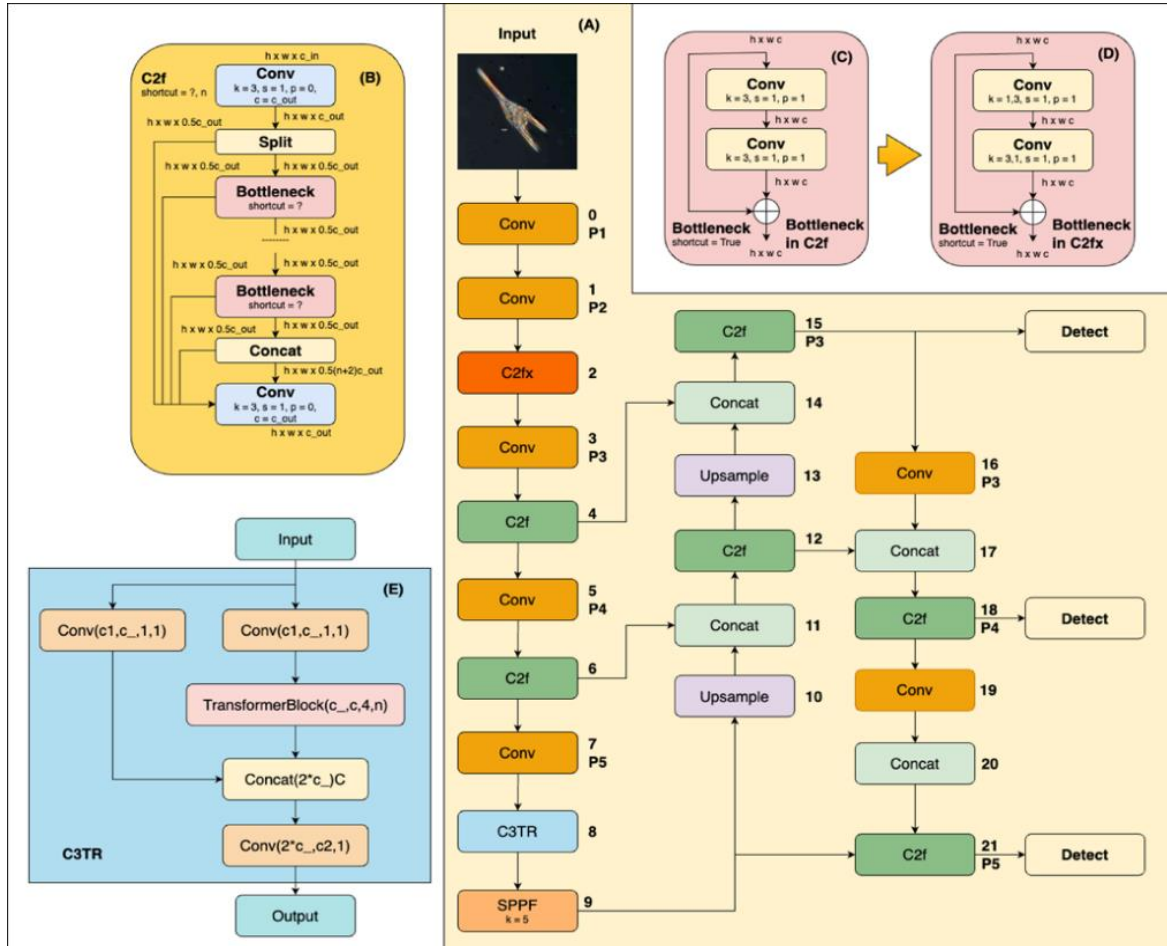 (A)
Input
0
P1
Conv
1
P2
Conv
2
C2fx
3
P3
Conv
4
C2f
5
P4
Conv
6
C2f
7
P5
Conv
8
C3TR
9
SPPF
k = 5
10
Upsample
11
Concat
12
C2f
13
Upsample
14
Concat
15
P3
C2f
Detect
16
P3
Conv
17
Concat
18
P4
C2f
Detect
19
Conv
20
Concat
21
P5
C2f
Detect
(B)
C2f
shortcut = ?, n
h x w x c_in
Conv
k = 3, s = 1, p = 0,
c = c_out
h x w x c_out
h x w x 0.5c_out
Split
h x w x 0.5c_out
h x w x 0.5c_out
Bottleneck
shortcut = ?
h x w x 0.5c_out
........
h x w x 0.5c_out
h x w x 0.5c_out
Bottleneck
shortcut = ?
h x w x 0.5c_out
h x w x 0.5c_out
Concat
h x w x 0.5(n+2)c_out
Conv
k = 3, s = 1, p = 0,
c = c_out
h x w x c_out
(C)
h x w c
Conv
k = 3, s = 1, p = 1
h x w c
Conv
k = 3, s = 1, p = 1
h x w c
Bottleneck
shortcut = True
Bottleneck
in C2f
h x w c
(D)
h x w c
Conv
k = 1,3, s = 1, p = 1
h x w c
Conv
k = 3,1, s = 1, p = 1
h x w c
Bottleneck
shortcut = True
Bottleneck
in C2fx
h x w c
Input
(E)
Conv(c1,c_,1,1)
Conv(c1,c_,1,1)
TransformerBlock(c_,c,4,n)
Concat(2*c_)C
Conv(2*c_,c2,1)
C3TR
Output